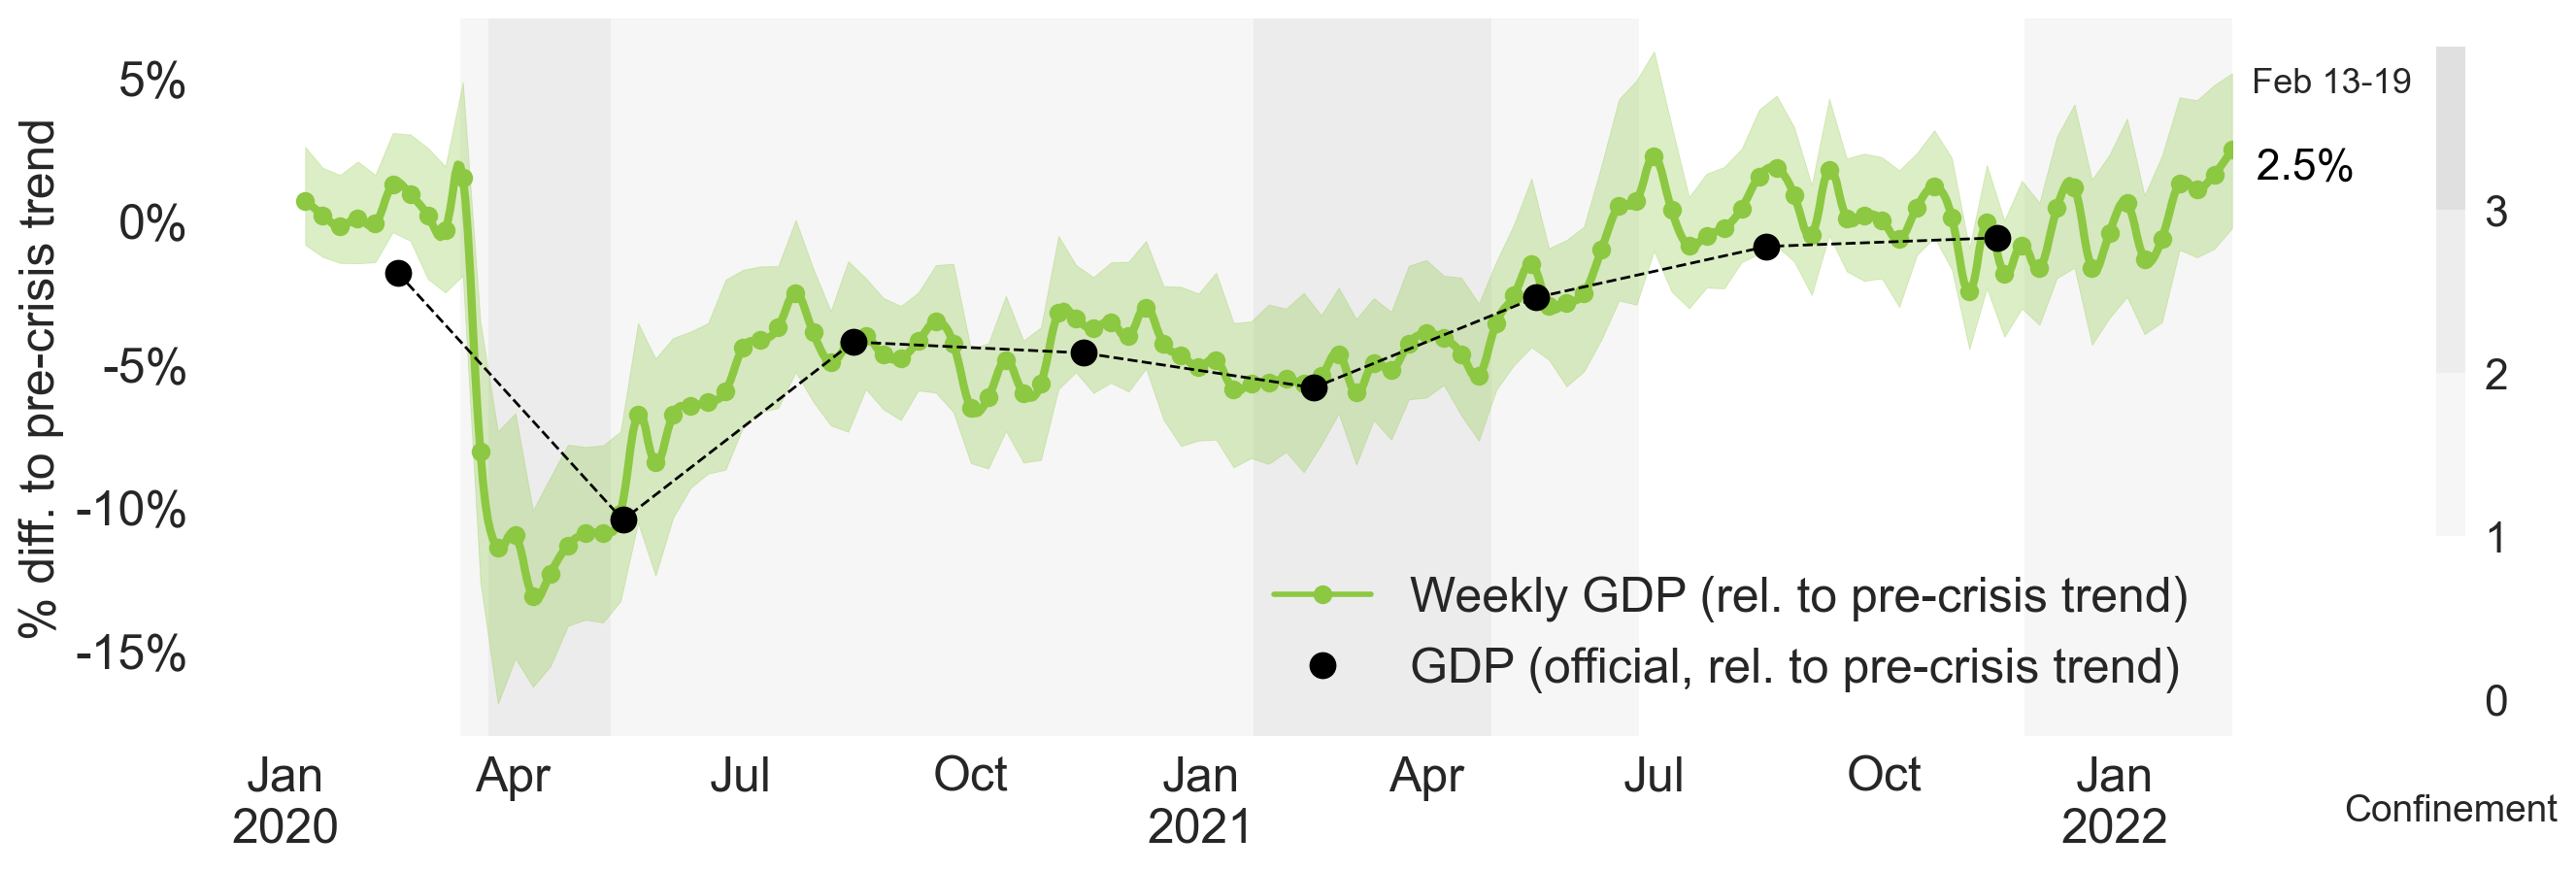 % diff. to pre-crisis trend
5%
0%
-5%
-10%
-15%
Feb 13-19
2.5%
Weekly GDP (rel. to pre-crisis trend)
GDP (official, rel. to pre-crisis trend)
Jan Apr Jul Oct Jan Apr Jul Oct Jan
2020 2021 2022
3
2
1
0
Confinement